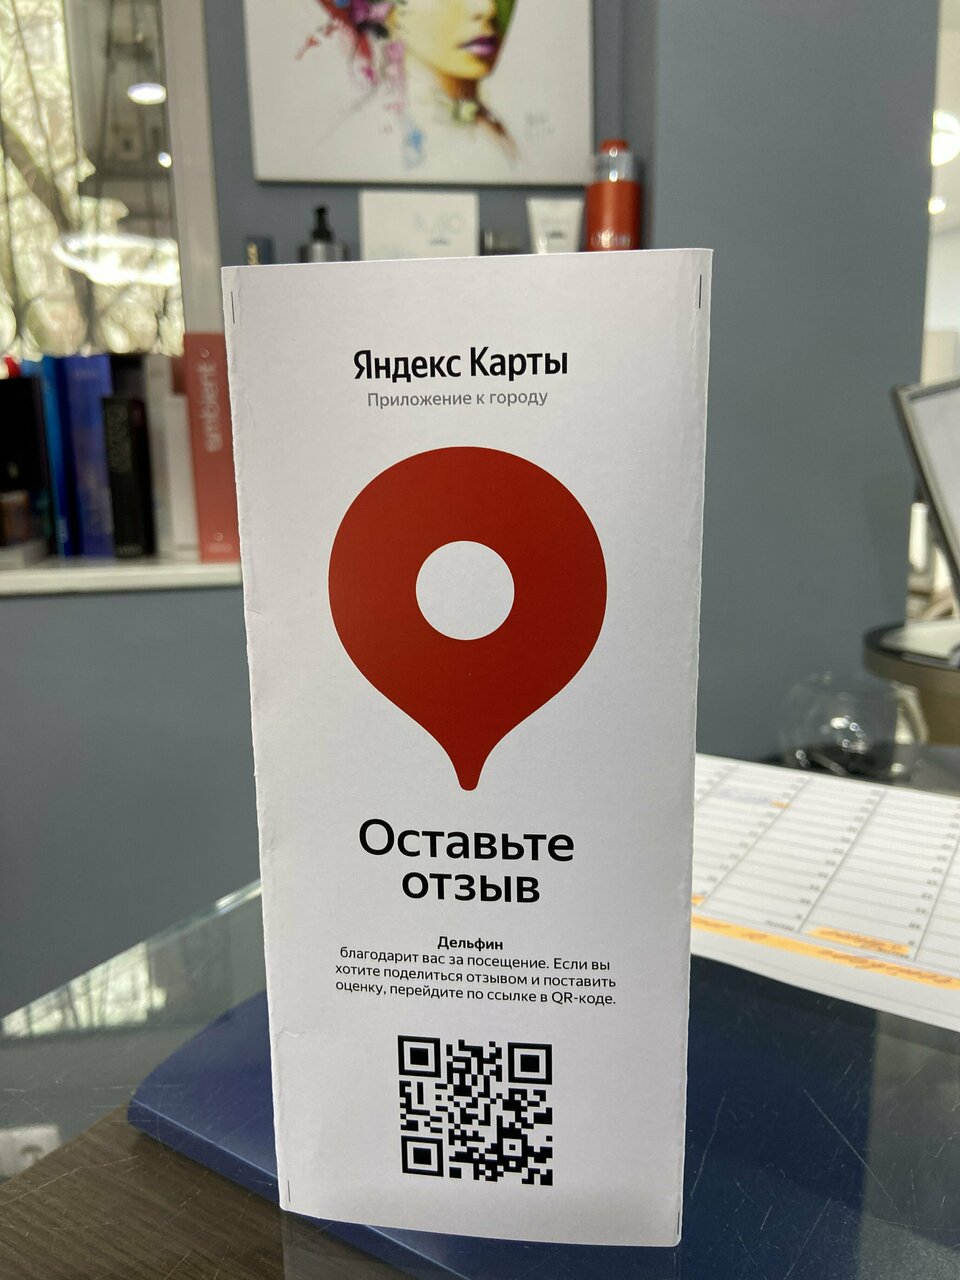 Яндекс Карты
Приложение к городу
Оставьте
отзыв
Дельфин
благодарит вас за посещение. Если вы
хотите поделиться отзывом и поставить
оценку, перейдите по ссылке в QR-коде.
ambient